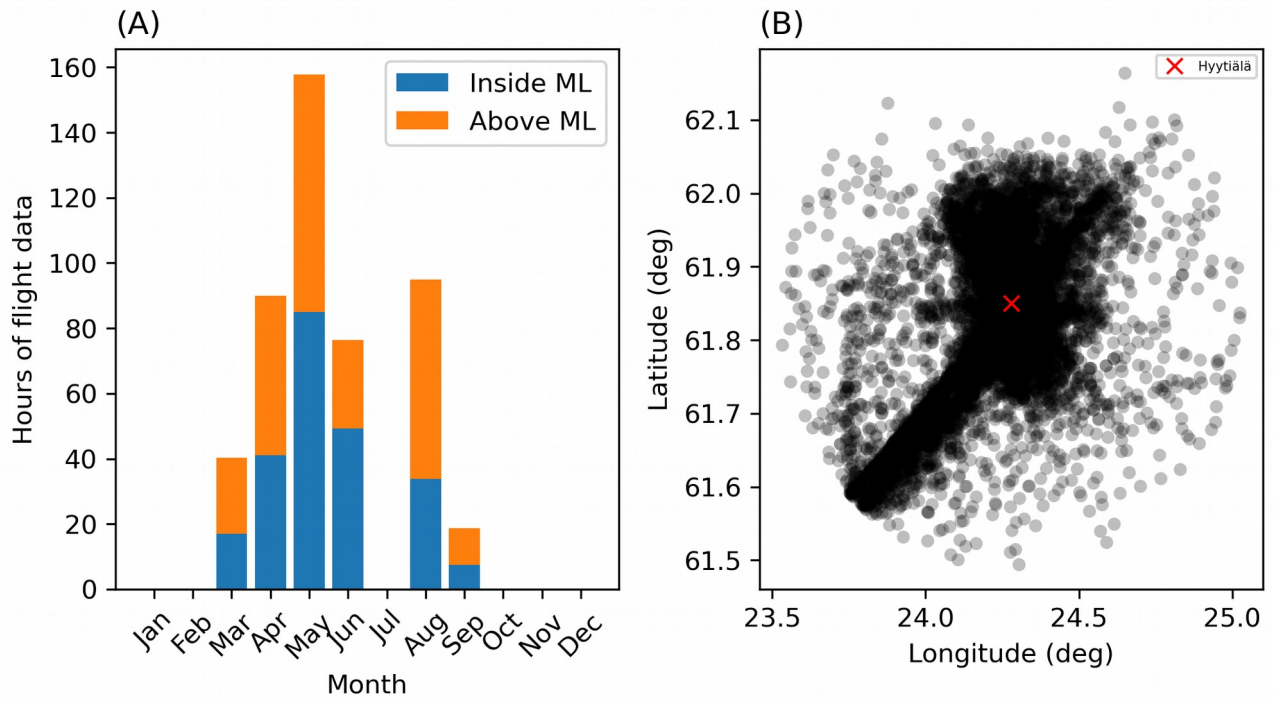 (A)
160
140
120
100
80
60
40
20
0
Hours of flight data
Inside ML
Above ML
Jan Feb Mar Apr May Jun Jul Aug Sep Oct Nov Dec
Month
(B)
Hyytiälä
62.1
62.0
61.9
61.8
61.7
61.6
61.5
Latitude (deg)
23.5 24.0 24.5 25.0
Longitude (deg)